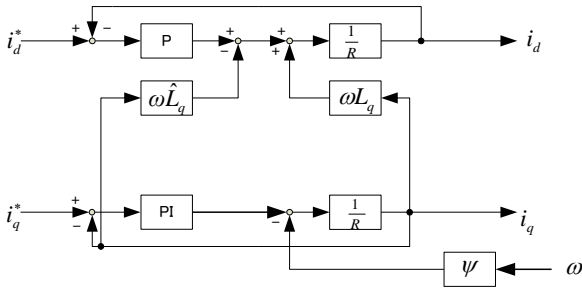 i_d^* + − P + − + + 1/R i_d
ωL̂_q ωL_q
i_q^* + − PI − 1/R i_q
ψ ω